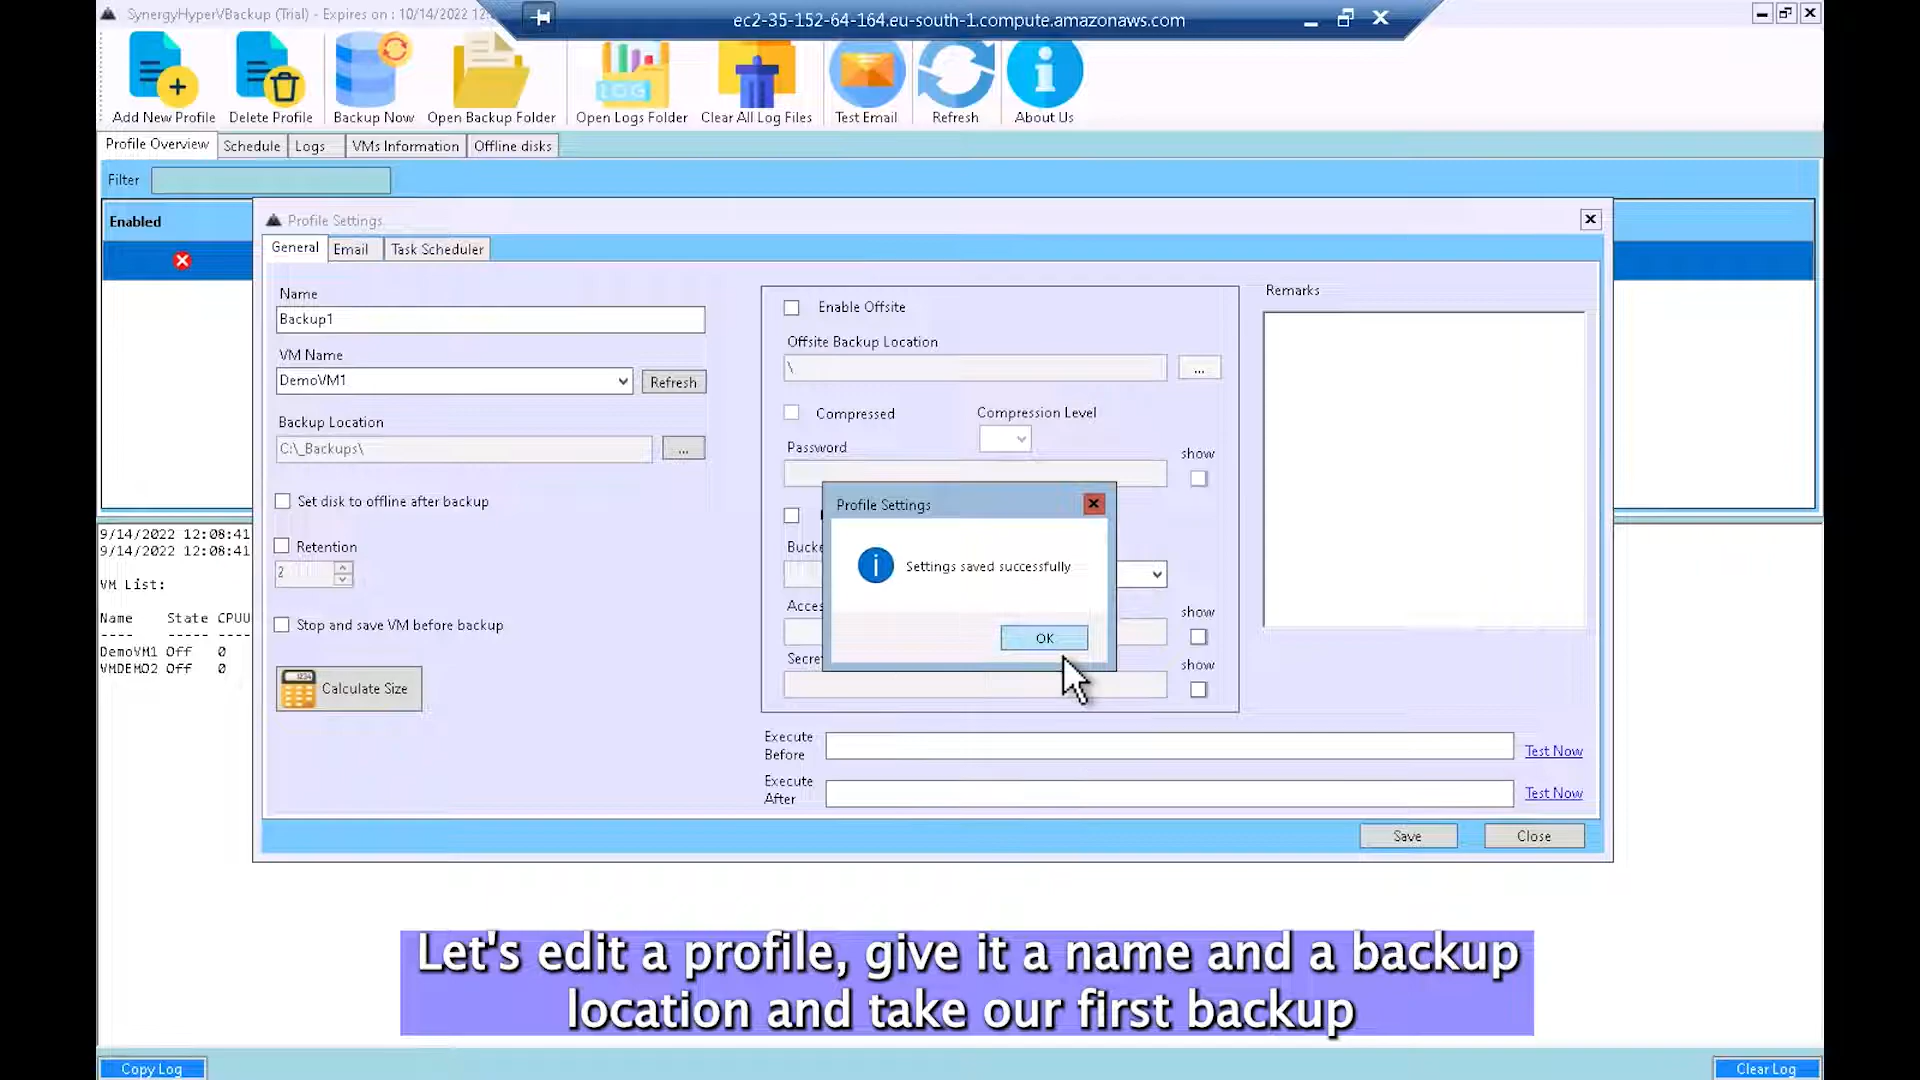 SynergyHyperVBackup (Trial) - Expires on : 10/14/2022 12:
ec2-35-152-64-164.eu-south-1.compute.amazonaws.com
LOG
Add New Profile
Delete Profile
Backup Now
Open Backup Folder
Open Logs Folder
Clear All Log Files
Test Email
Refresh
About Us
Profile Overview
Schedule
Logs
VMs Information
Offline disks
Filter
Enabled
Profile Settings
General
Email
Task Scheduler
Name
Backup1
VM Name
DemoVM1
Refresh
Backup Location
C:\_Backups\
...
Set disk to offline after backup
Retention
2
Stop and save VM before backup
Calculate Size
Enable Offsite
Offsite Backup Location
\
...
Compressed
Compression Level
Password
show
Bucke
Acces
show
Secre
show
Remarks
Profile Settings
Settings saved successfully
OK
Execute Before
Test Now
Execute After
Test Now
Save
Close
9/14/2022 12:08:41
9/14/2022 12:08:41
VM List:
Name State CPUU
---- ----- ----
DemoVM1 Off 0
VMDEMO2 Off 0
Let's edit a profile, give it a name and a backup
location and take our first backup
Copy Log
Clear Log